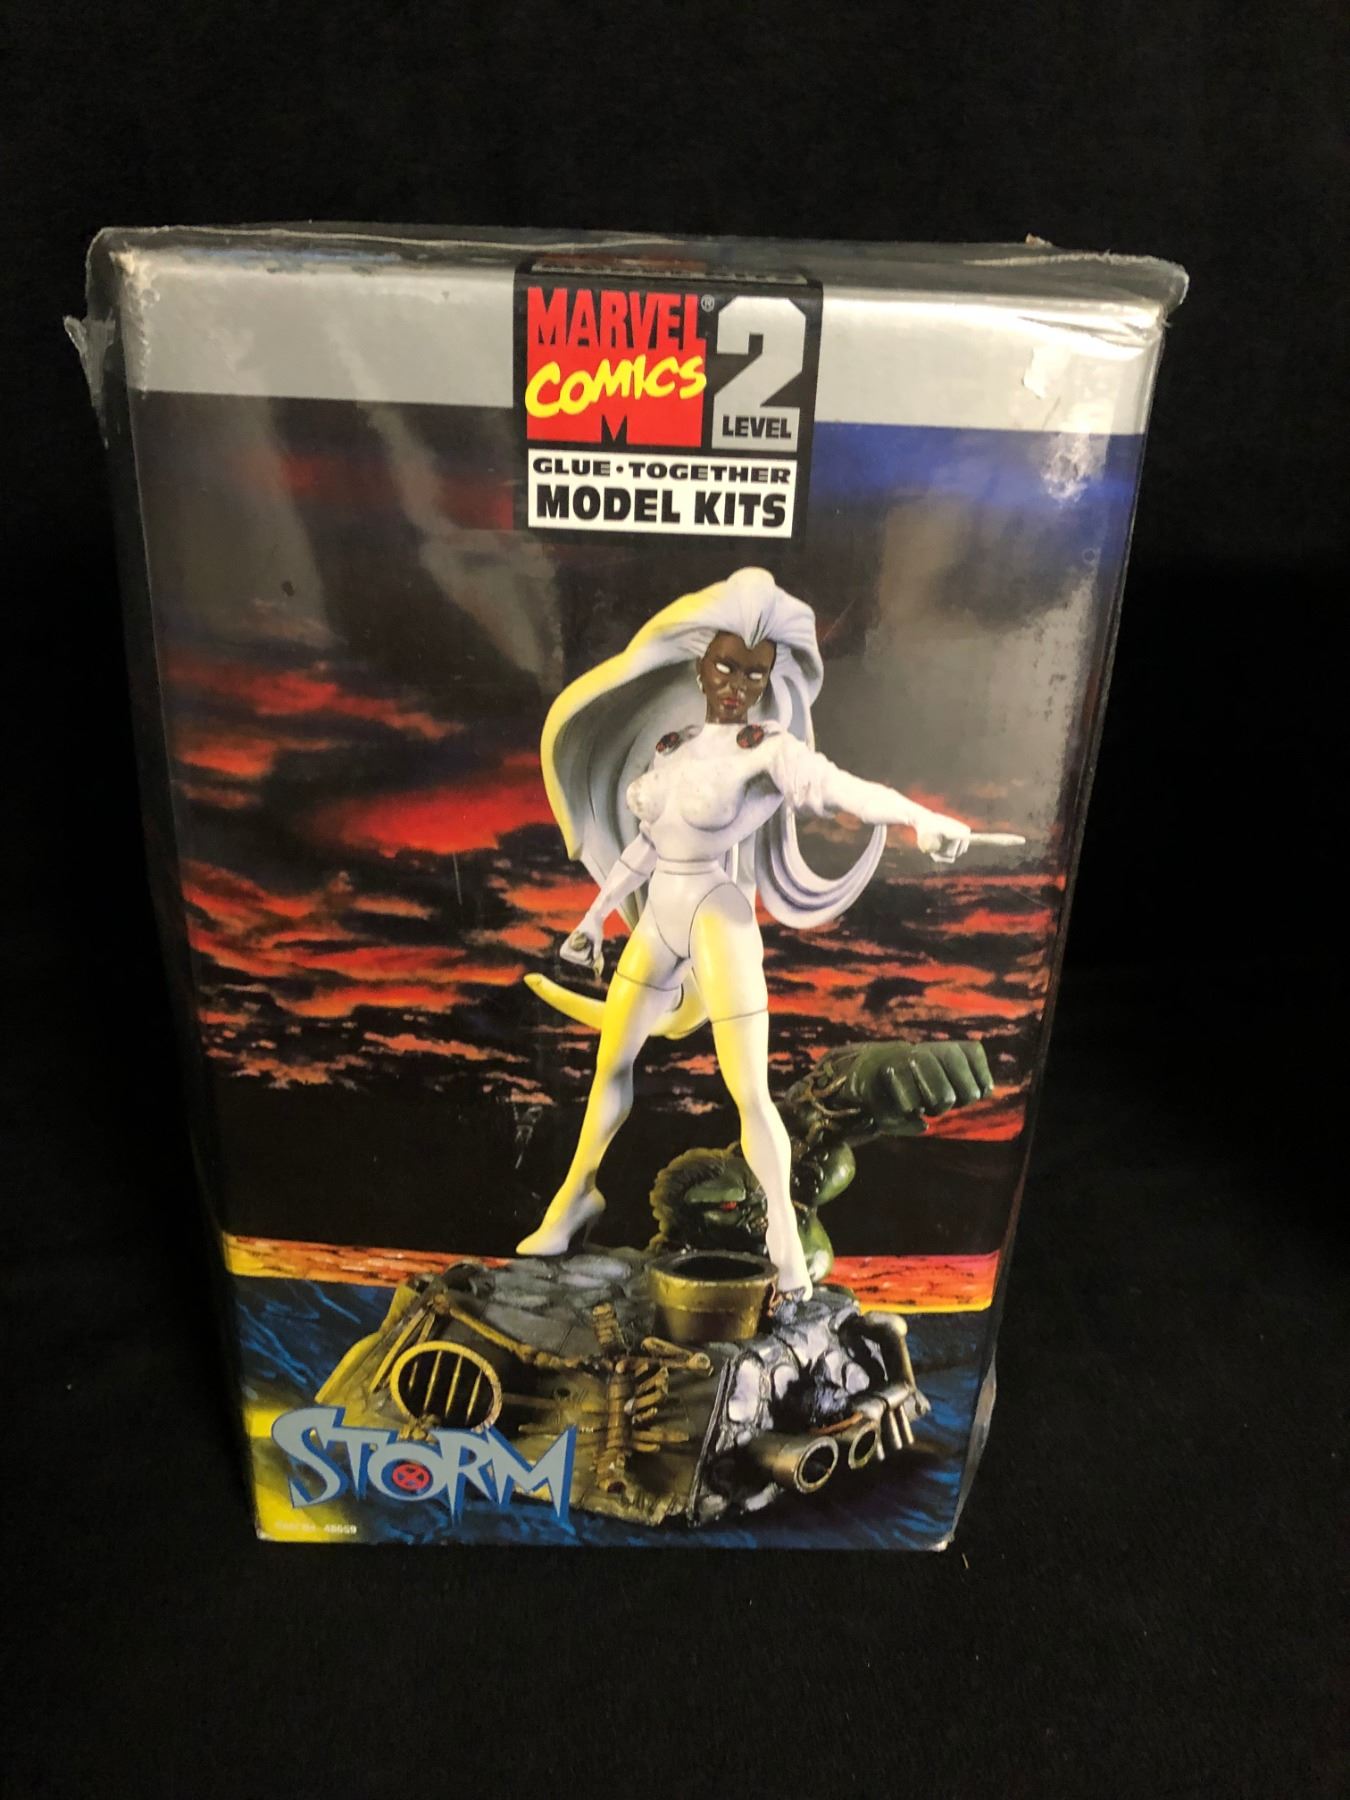 MARVEL®
COMICS
M
2
LEVEL
GLUE·TOGETHER
MODEL KITS
STORM